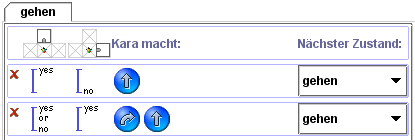 gehen
Kara macht: Nächster Zustand:
yes no gehen
yes or no yes gehen